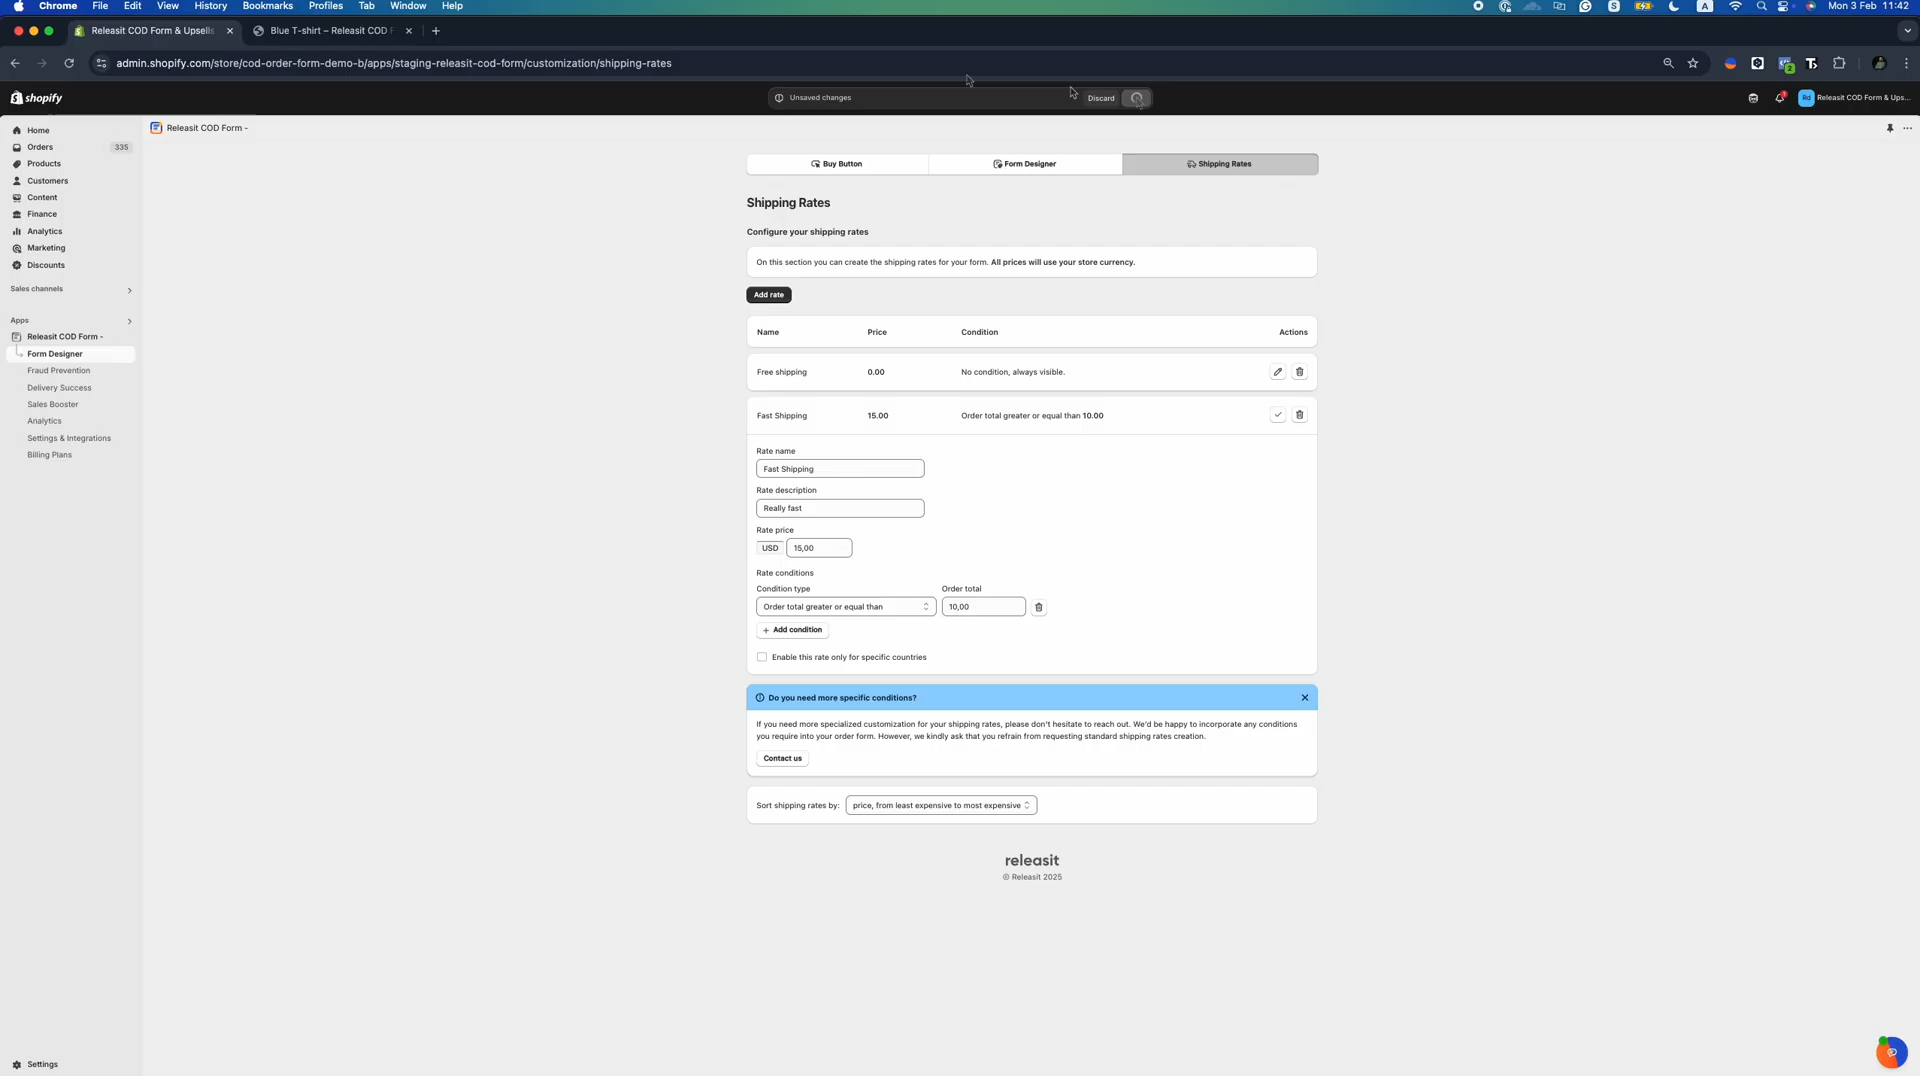 Chrome File Edit View History Bookmarks Profiles Tab Window Help A Mon 3 Feb 11:42
Releasit COD Form & Upsells Blue T-shirt – Releasit COD F
admin.shopify.com/store/cod-order-form-demo-b/apps/staging-releasit-cod-form/customization/shipping-rates
shopify Unsaved changes Discard Rd Releasit COD Form & Ups...
Releasit COD Form -
Home
Orders 335
Products
Customers
Content
Finance
Analytics
Marketing
Discounts
Sales channels
Apps
Releasit COD Form -
Form Designer
Fraud Prevention
Delivery Success
Sales Booster
Analytics
Settings & Integrations
Billing Plans
Settings
Buy Button Form Designer Shipping Rates
Shipping Rates
Configure your shipping rates
On this section you can create the shipping rates for your form. All prices will use your store currency.
Add rate
Name Price Condition Actions
Free shipping 0.00 No condition, always visible.
Fast Shipping 15.00 Order total greater or equal than 10.00
Rate name
Fast Shipping
Rate description
Really fast
Rate price
USD 15,00
Rate conditions
Condition type Order total
Order total greater or equal than 10,00
Add condition
Enable this rate only for specific countries
Do you need more specific conditions?
If you need more specialized customization for your shipping rates, please don't hesitate to reach out. We'd be happy to incorporate any conditions
you require into your order form. However, we kindly ask that you refrain from requesting standard shipping rates creation.
Contact us
Sort shipping rates by: price, from least expensive to most expensive
releasit
© Releasit 2025